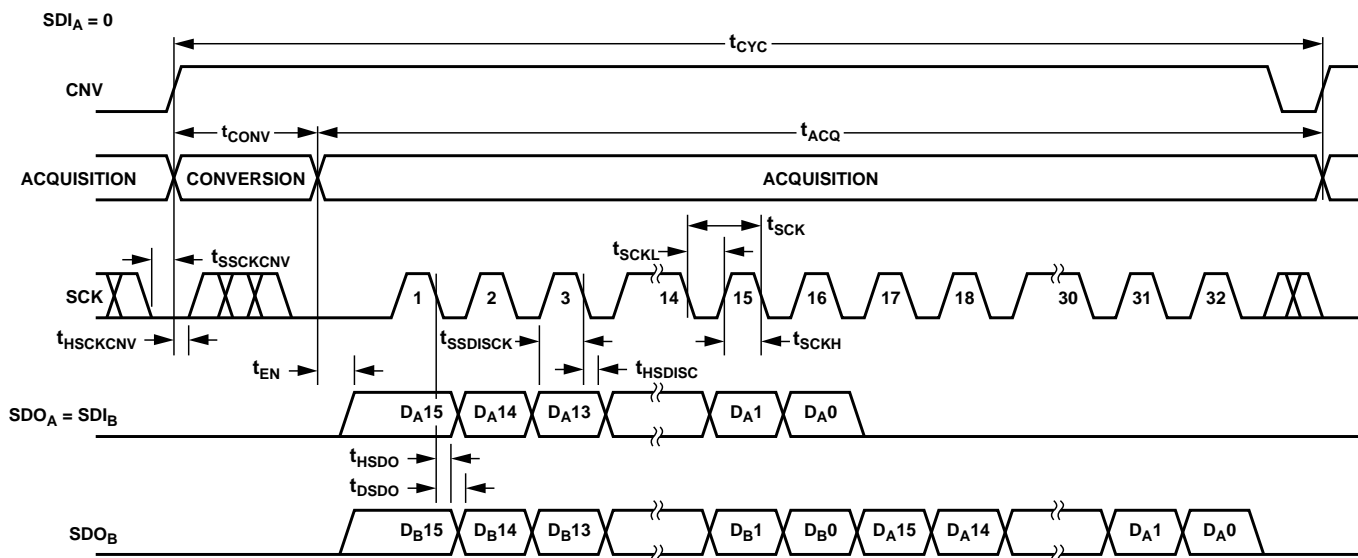 SDIA = 0
tCYC
CNV
tCONV tACQ
ACQUISITION CONVERSION ACQUISITION
tSCK
tSSCKCNV tSCKL
SCK 1 2 3 14 15 16 17 18 30 31 32
tHSCKCNV tSSDISCK tSCKH
tEN tHSDISC
SDOA = SDIB DA15 DA14 DA13 DA1 DA0
tHSDO
tDSDO
SDOB DB15 DB14 DB13 DB1 DB0 DA15 DA14 DA1 DA0